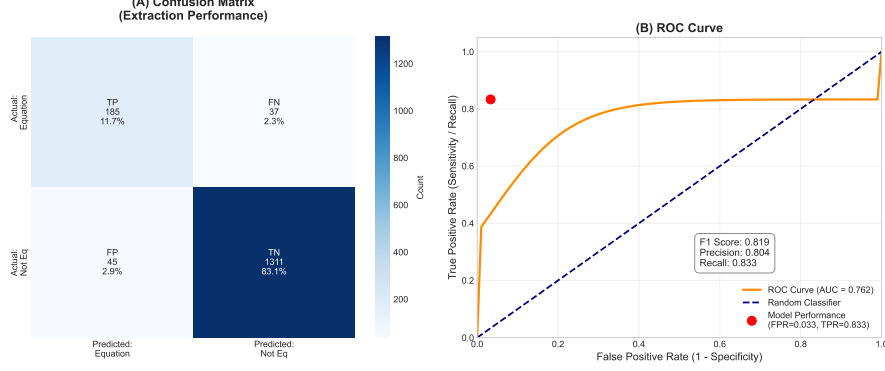 (A) Confusion Matrix
(Extraction Performance)
Actual:
Equation
TP
185
11.7%
FN
37
2.3%
Actual:
Not Eq
FP
45
2.9%
TN
1311
83.1%
Predicted:
Equation
Predicted:
Not Eq
1200
1000
800
600
400
200
Count
(B) ROC Curve
True Positive Rate (Sensitivity / Recall)
1.0
0.8
0.6
0.4
0.2
0.0
F1 Score: 0.819
Precision: 0.804
Recall: 0.833
ROC Curve (AUC = 0.762)
Random Classifier
Model Performance
(FPR=0.033, TPR=0.833)
0.0
0.2
0.4
0.6
0.8
1.0
False Positive Rate (1 - Specificity)